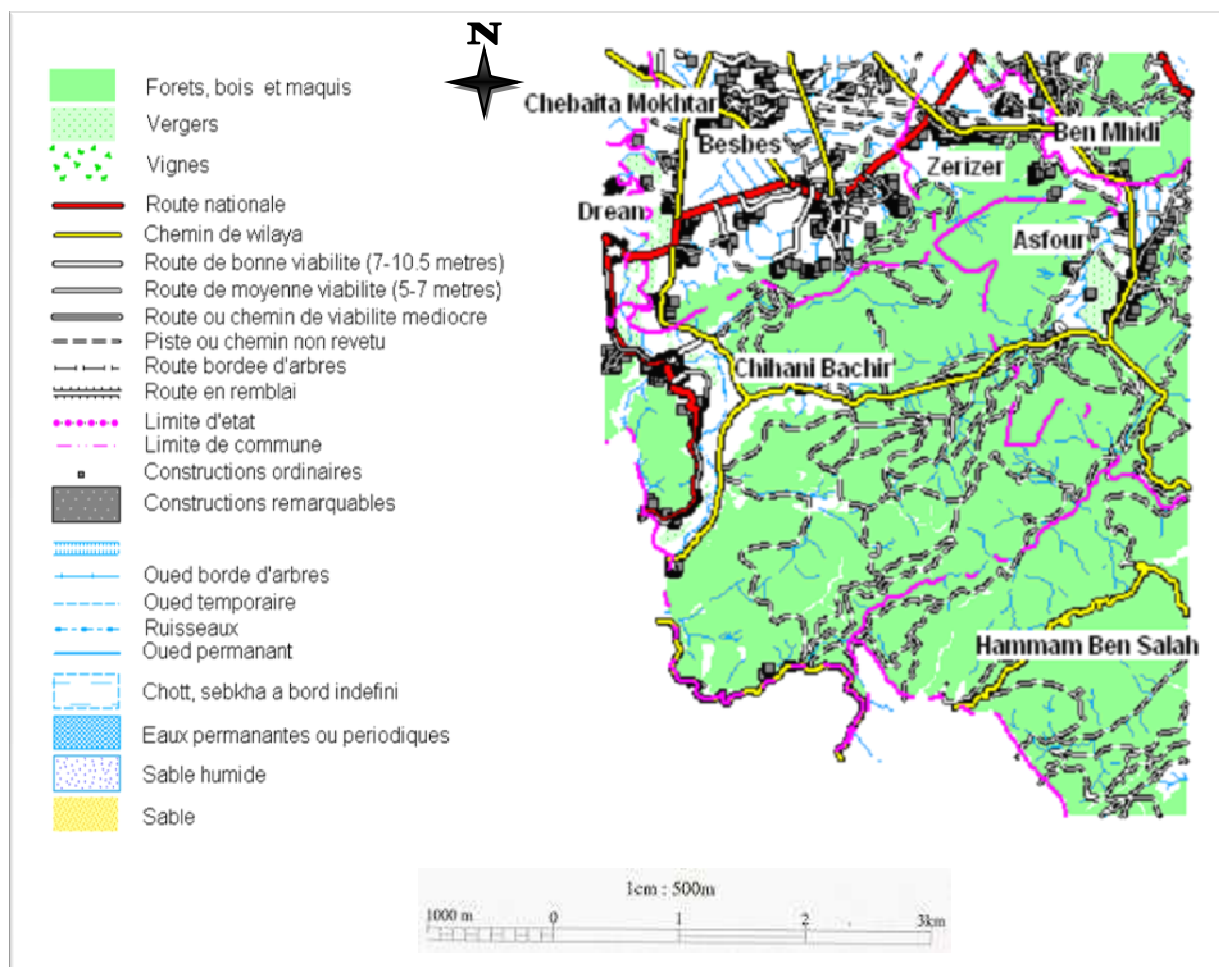 N
Forets, bois et maquis
Vergers
Vignes
Route nationale
Chemin de wilaya
Route de bonne viabilite (7-10.5 metres)
Route de moyenne viabilite (5-7 metres)
Route ou chemin de viabilite mediocre
Piste ou chemin non revetu
Route bordee d'arbres
Route en remblai
Limite d'etat
Limite de commune
Constructions ordinaires
Constructions remarquables
Oued borde d'arbres
Oued temporaire
Ruisseaux
Oued permanant
Chott, sebkha a bord indefini
Eaux permanantes ou periodiques
Sable humide
Sable
Chebaita Mokhtar
Besbes
Ben Mhidi
Zerizer
Drean
Asfour
Chihani Bachir
Hammam Ben Salah
1cm : 500m
1000 m 0 1 2 3km